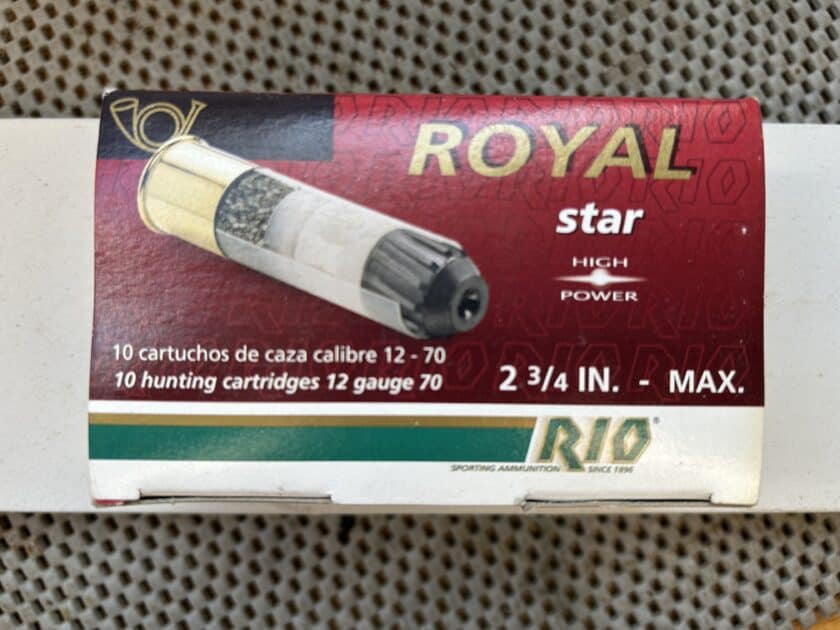 ROYAL
star
HIGH
POWER
10 cartuchos de caza calibre 12 - 70
10 hunting cartridges 12 gauge 70
2 3/4 IN. - MAX.
RIO®
SPORTING AMMUNITION SINCE 1896